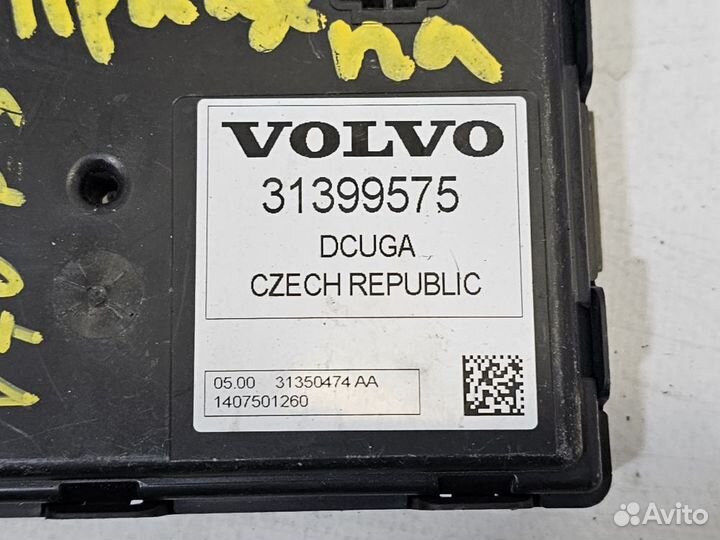 VOLVO
31399575
DCUGA
CZECH REPUBLIC
05.00 31350474 AA
1407501260
Avito